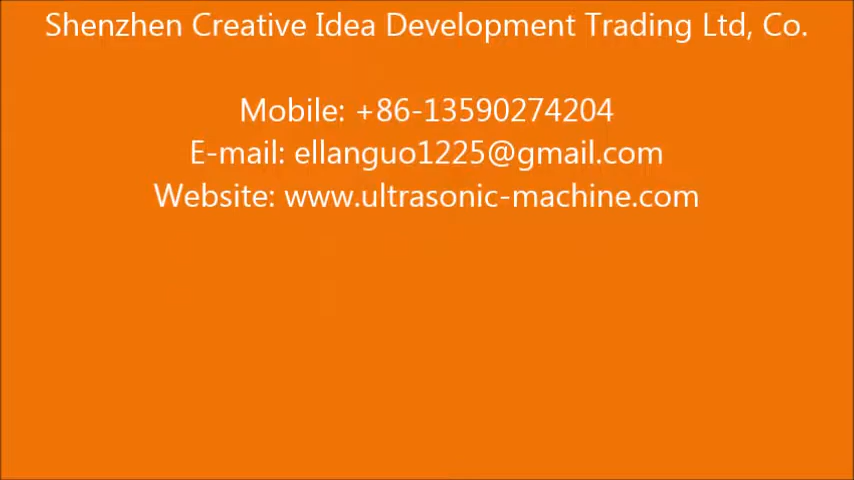 Shenzhen Creative Idea Development Trading Ltd, Co.
Mobile: +86-13590274204
E-mail: ellanguo1225@gmail.com
Website: www.ultrasonic-machine.com